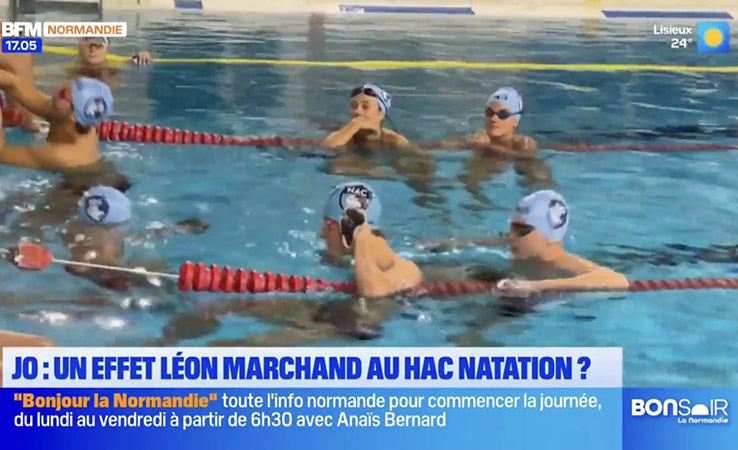 BFM NORMANDIE
17.05
Lisieux
24°
HAC
JO : UN EFFET LÉON MARCHAND AU HAC NATATION ?
"Bonjour la Normandie" toute l'info normande pour commencer la journée,
du lundi au vendredi à partir de 6h30 avec Anaïs Bernard
BONSOIR
La Normandie